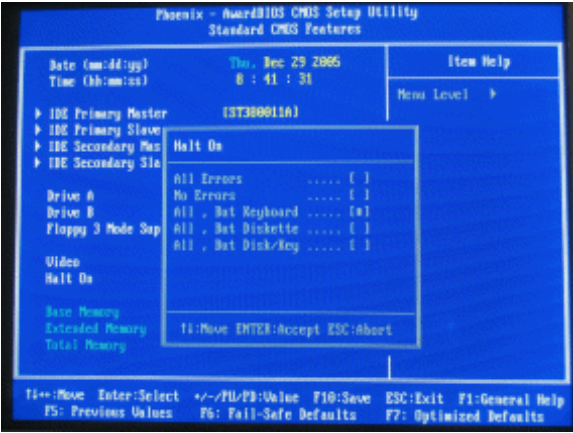 Phoenix - AwardBIOS CMOS Setup Utility
Standard CMOS Features
Date (mm:dd:yy) Thu, Dec 29 2005
Time (hh:mm:ss) 8 : 41 : 31
IDE Primary Master [ST380011A]
IDE Primary Slave
IDE Secondary Mas
IDE Secondary Sla
Drive A
Drive B
Floppy 3 Mode Sup
Video
Halt On
Base Memory
Extended Memory
Total Memory
Halt On
All Errors ..... [ ]
No Errors ..... [ ]
All , But Keyboard ..... [■]
All , But Diskette ..... [ ]
All , But Disk/Key ..... [ ]
↑↓:Move ENTER:Accept ESC:Abort
Item Help
Menu Level ▶
↑↓→←:Move Enter:Select +/-/PU/PD:Value F10:Save ESC:Exit F1:General Help
F5: Previous Values F6: Fail-Safe Defaults F7: Optimized Defaults